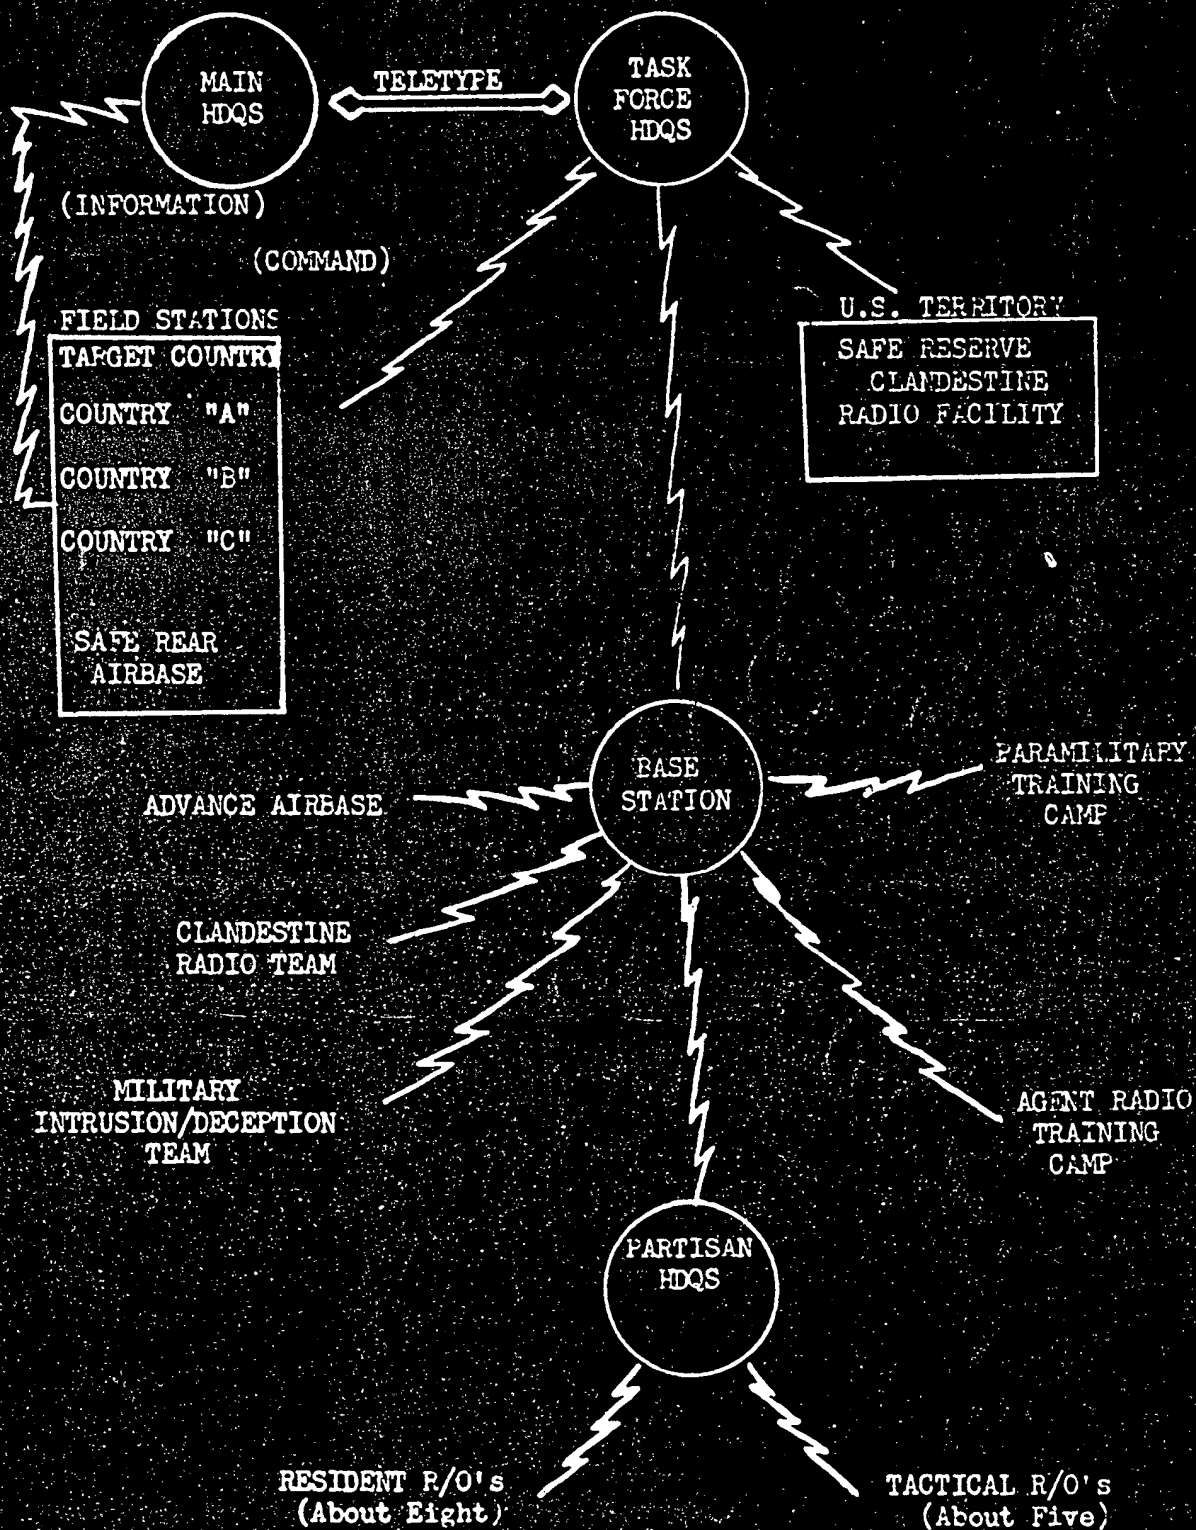 MAIN
HDQS
TELETYPE
TASK
FORCE
HDQS
(INFORMATION)
(COMMAND)
FIELD STATIONS
TARGET COUNTRY
COUNTRY "A"
COUNTRY "B"
COUNTRY "C"
SAFE REAR
AIRBASE
U.S. TERRITORY
SAFE RESERVE
CLANDESTINE
RADIO FACILITY
BASE
STATION
ADVANCE AIRBASE
PARAMILITARY
TRAINING
CAMP
CLANDESTINE
RADIO TEAM
MILITARY
INTRUSION/DECEPTION
TEAM
AGENT RADIO
TRAINING
CAMP
PARTISAN
HDQS
RESIDENT R/O's
(About Eight)
TACTICAL R/O's
(About Five)